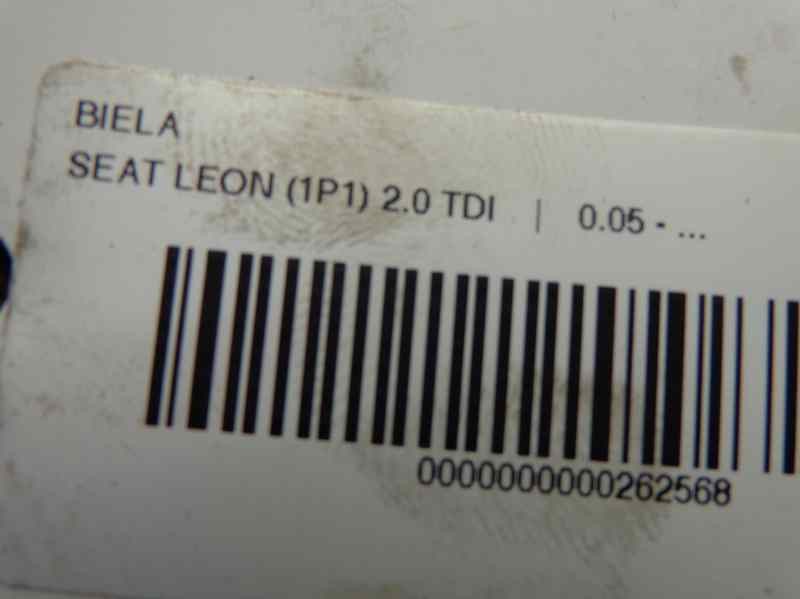 BIELA
SEAT LEON (1P1) 2.0 TDI | 0.05 - ...
0000000000262568